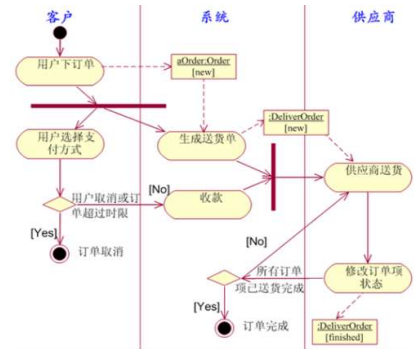 客户
系统
供应商
用户下订单
aOrder:Order
[new]
用户选择支
付方式
生成送货单
:DeliverOrder
[new]
供应商送货
用户取消或订
单超过时限
[No]
收款
[Yes]
订单取消
[No]
所有订单
项已送货完成
修改订单项
状态
[Yes]
订单完成
:DeliverOrder
[finished]